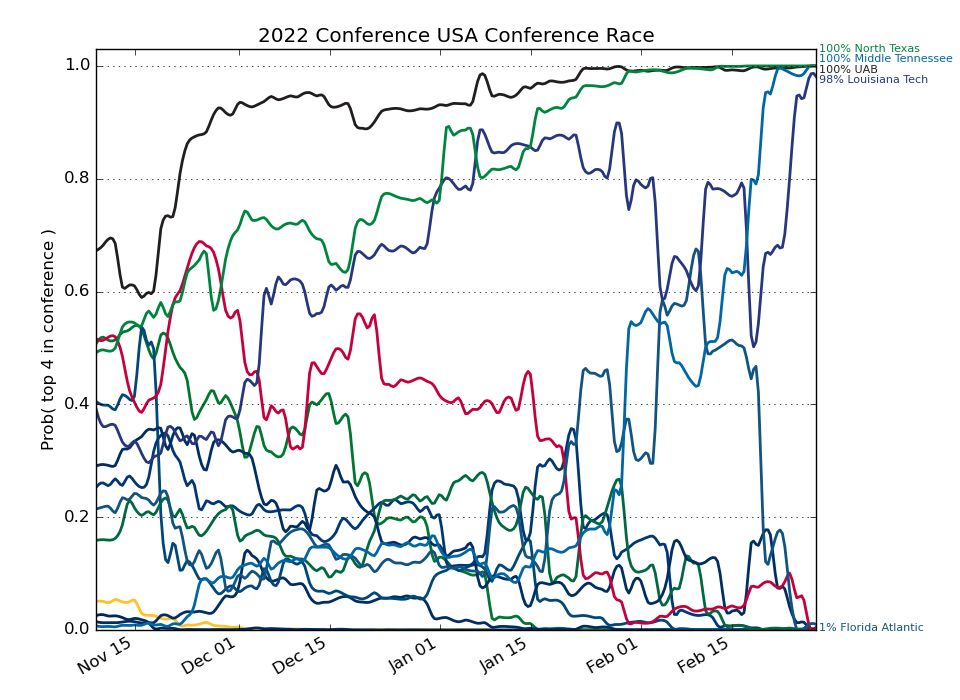 2022 Conference USA Conference Race
100% North Texas
100% Middle Tennessee
100% UAB
98% Louisiana Tech
1% Florida Atlantic
Prob( top 4 in conference )
1.0
0.8
0.6
0.4
0.2
0.0
Nov 15
Dec 01
Dec 15
Jan 01
Jan 15
Feb 01
Feb 15